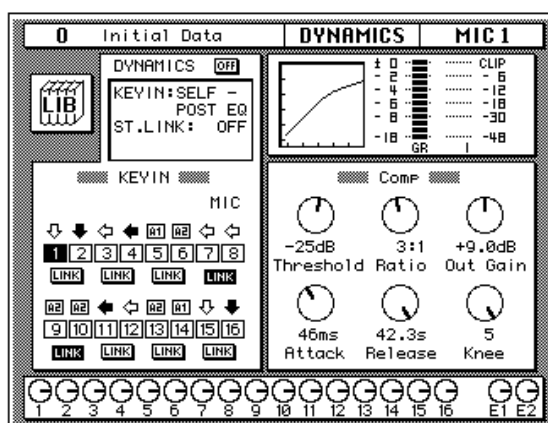 0 Initial Data DYNAMICS MIC 1
LIB
DYNAMICS OFF
KEYIN:SELF -
POST EQ
ST.LINK: OFF
± 0 CLIP
- 2 - 6
- 4 -12
- 6 -18
- 8 -30
-18 -48
GR I
KEYIN
MIC
A1 A2
1 2 3 4 5 6 7 8
LINK LINK LINK LINK
A2 A2 A2 A1
9 10 11 12 13 14 15 16
LINK LINK LINK LINK
Comp
-25dB 3:1 +9.0dB
Threshold Ratio Out Gain
46ms 42.3s 5
Attack Release Knee
1 2 3 4 5 6 7 8 9 10 11 12 13 14 15 16 E1 E2